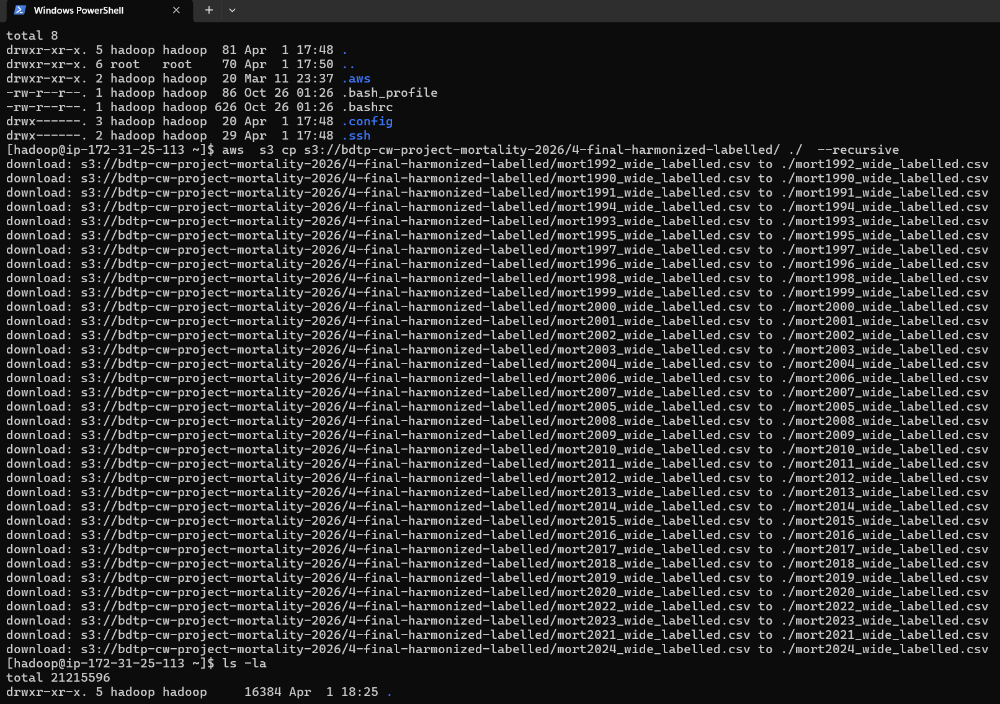 Windows PowerShell
total 8
drwxr-xr-x. 5 hadoop hadoop  81 Apr  1 17:48 .
drwxr-xr-x. 6 root   root    70 Apr  1 17:50 ..
drwxr-xr-x. 2 hadoop hadoop  20 Mar 11 23:37 .aws
-rw-r--r--. 1 hadoop hadoop  86 Oct 26 01:26 .bash_profile
-rw-r--r--. 1 hadoop hadoop 626 Oct 26 01:26 .bashrc
drwx------. 3 hadoop hadoop  20 Apr  1 17:48 .config
drwx------. 2 hadoop hadoop  29 Apr  1 17:48 .ssh
[hadoop@ip-172-31-25-113 ~]$ aws  s3 cp s3://bdtp-cw-project-mortality-2026/4-final-harmonized-labelled/ ./  --recursive
download: s3://bdtp-cw-project-mortality-2026/4-final-harmonized-labelled/mort1992_wide_labelled.csv to ./mort1992_wide_labelled.csv
download: s3://bdtp-cw-project-mortality-2026/4-final-harmonized-labelled/mort1990_wide_labelled.csv to ./mort1990_wide_labelled.csv
download: s3://bdtp-cw-project-mortality-2026/4-final-harmonized-labelled/mort1991_wide_labelled.csv to ./mort1991_wide_labelled.csv
download: s3://bdtp-cw-project-mortality-2026/4-final-harmonized-labelled/mort1994_wide_labelled.csv to ./mort1994_wide_labelled.csv
download: s3://bdtp-cw-project-mortality-2026/4-final-harmonized-labelled/mort1993_wide_labelled.csv to ./mort1993_wide_labelled.csv
download: s3://bdtp-cw-project-mortality-2026/4-final-harmonized-labelled/mort1995_wide_labelled.csv to ./mort1995_wide_labelled.csv
download: s3://bdtp-cw-project-mortality-2026/4-final-harmonized-labelled/mort1997_wide_labelled.csv to ./mort1997_wide_labelled.csv
download: s3://bdtp-cw-project-mortality-2026/4-final-harmonized-labelled/mort1996_wide_labelled.csv to ./mort1996_wide_labelled.csv
download: s3://bdtp-cw-project-mortality-2026/4-final-harmonized-labelled/mort1998_wide_labelled.csv to ./mort1998_wide_labelled.csv
download: s3://bdtp-cw-project-mortality-2026/4-final-harmonized-labelled/mort1999_wide_labelled.csv to ./mort1999_wide_labelled.csv
download: s3://bdtp-cw-project-mortality-2026/4-final-harmonized-labelled/mort2000_wide_labelled.csv to ./mort2000_wide_labelled.csv
download: s3://bdtp-cw-project-mortality-2026/4-final-harmonized-labelled/mort2001_wide_labelled.csv to ./mort2001_wide_labelled.csv
download: s3://bdtp-cw-project-mortality-2026/4-final-harmonized-labelled/mort2002_wide_labelled.csv to ./mort2002_wide_labelled.csv
download: s3://bdtp-cw-project-mortality-2026/4-final-harmonized-labelled/mort2003_wide_labelled.csv to ./mort2003_wide_labelled.csv
download: s3://bdtp-cw-project-mortality-2026/4-final-harmonized-labelled/mort2004_wide_labelled.csv to ./mort2004_wide_labelled.csv
download: s3://bdtp-cw-project-mortality-2026/4-final-harmonized-labelled/mort2006_wide_labelled.csv to ./mort2006_wide_labelled.csv
download: s3://bdtp-cw-project-mortality-2026/4-final-harmonized-labelled/mort2007_wide_labelled.csv to ./mort2007_wide_labelled.csv
download: s3://bdtp-cw-project-mortality-2026/4-final-harmonized-labelled/mort2005_wide_labelled.csv to ./mort2005_wide_labelled.csv
download: s3://bdtp-cw-project-mortality-2026/4-final-harmonized-labelled/mort2008_wide_labelled.csv to ./mort2008_wide_labelled.csv
download: s3://bdtp-cw-project-mortality-2026/4-final-harmonized-labelled/mort2009_wide_labelled.csv to ./mort2009_wide_labelled.csv
download: s3://bdtp-cw-project-mortality-2026/4-final-harmonized-labelled/mort2010_wide_labelled.csv to ./mort2010_wide_labelled.csv
download: s3://bdtp-cw-project-mortality-2026/4-final-harmonized-labelled/mort2011_wide_labelled.csv to ./mort2011_wide_labelled.csv
download: s3://bdtp-cw-project-mortality-2026/4-final-harmonized-labelled/mort2012_wide_labelled.csv to ./mort2012_wide_labelled.csv
download: s3://bdtp-cw-project-mortality-2026/4-final-harmonized-labelled/mort2013_wide_labelled.csv to ./mort2013_wide_labelled.csv
download: s3://bdtp-cw-project-mortality-2026/4-final-harmonized-labelled/mort2014_wide_labelled.csv to ./mort2014_wide_labelled.csv
download: s3://bdtp-cw-project-mortality-2026/4-final-harmonized-labelled/mort2015_wide_labelled.csv to ./mort2015_wide_labelled.csv
download: s3://bdtp-cw-project-mortality-2026/4-final-harmonized-labelled/mort2016_wide_labelled.csv to ./mort2016_wide_labelled.csv
download: s3://bdtp-cw-project-mortality-2026/4-final-harmonized-labelled/mort2017_wide_labelled.csv to ./mort2017_wide_labelled.csv
download: s3://bdtp-cw-project-mortality-2026/4-final-harmonized-labelled/mort2018_wide_labelled.csv to ./mort2018_wide_labelled.csv
download: s3://bdtp-cw-project-mortality-2026/4-final-harmonized-labelled/mort2019_wide_labelled.csv to ./mort2019_wide_labelled.csv
download: s3://bdtp-cw-project-mortality-2026/4-final-harmonized-labelled/mort2020_wide_labelled.csv to ./mort2020_wide_labelled.csv
download: s3://bdtp-cw-project-mortality-2026/4-final-harmonized-labelled/mort2022_wide_labelled.csv to ./mort2022_wide_labelled.csv
download: s3://bdtp-cw-project-mortality-2026/4-final-harmonized-labelled/mort2023_wide_labelled.csv to ./mort2023_wide_labelled.csv
download: s3://bdtp-cw-project-mortality-2026/4-final-harmonized-labelled/mort2021_wide_labelled.csv to ./mort2021_wide_labelled.csv
download: s3://bdtp-cw-project-mortality-2026/4-final-harmonized-labelled/mort2024_wide_labelled.csv to ./mort2024_wide_labelled.csv
[hadoop@ip-172-31-25-113 ~]$ ls -la
total 21215596
drwxr-xr-x. 5 hadoop hadoop     16384 Apr  1 18:25 .